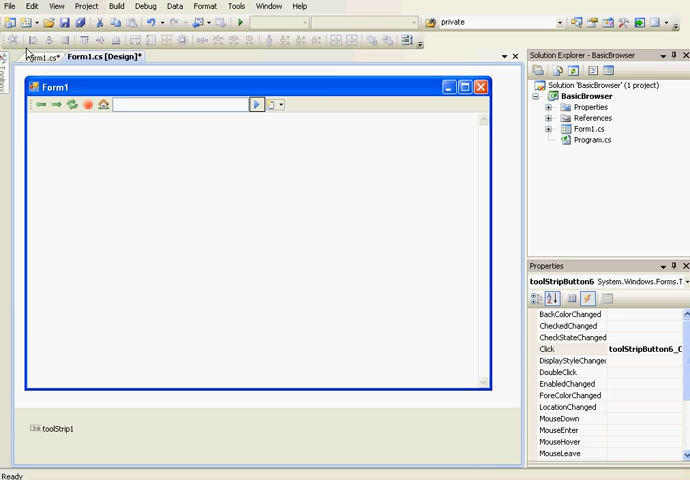 File Edit View Project Build Debug Data Format Tools Window Help
private
Form1.cs* Form1.cs [Design]*
Toolbox
Form1
toolStrip1
Solution Explorer - BasicBrowser
Solution 'BasicBrowser' (1 project)
BasicBrowser
Properties
References
Form1.cs
Program.cs
Properties
toolStripButton6 System.Windows.Forms.T
BackColorChanged
CheckedChanged
CheckStateChanged
Click toolStripButton6_C
DisplayStyleChanged
DoubleClick
EnabledChanged
ForeColorChanged
LocationChanged
MouseDown
MouseEnter
MouseHover
MouseLeave
Ready